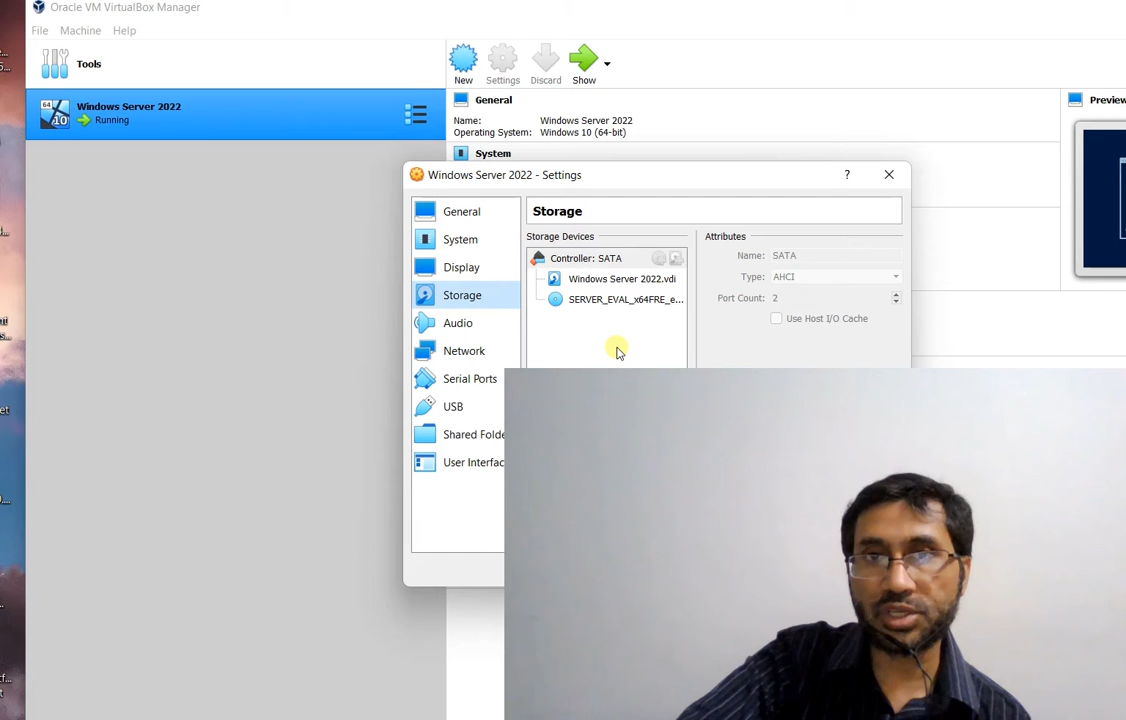 Oracle VM VirtualBox Manager
File Machine Help
Tools
New Settings Discard Show
Windows Server 2022
Running
General
Name: Windows Server 2022
Operating System: Windows 10 (64-bit)
System
Preview
Windows Server 2022 - Settings
?
General
System
Display
Storage
Audio
Network
Serial Ports
USB
Shared Folde
User Interfac
Storage
Storage Devices
Controller: SATA
Windows Server 2022.vdi
SERVER_EVAL_x64FRE_e...
Attributes
Name: SATA
Type: AHCI
Port Count: 2
Use Host I/O Cache
64
10